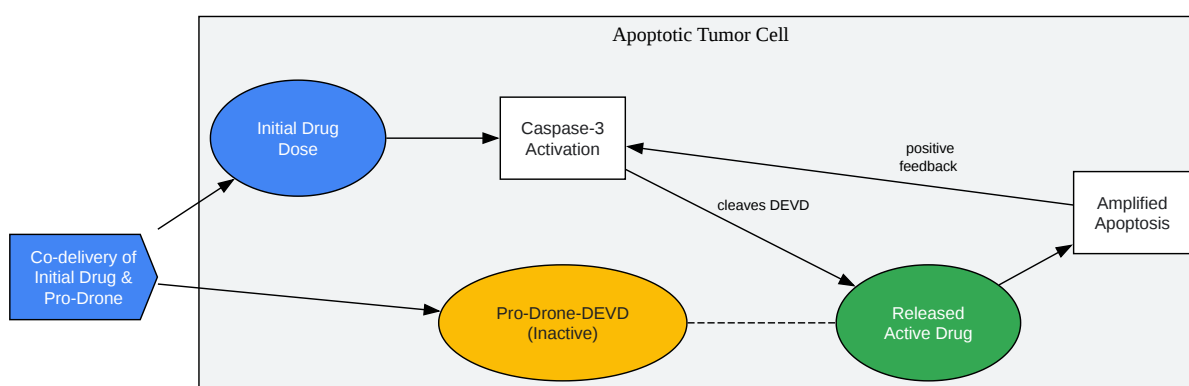 Apoptotic Tumor Cell
Initial Drug
Dose
Caspase-3
Activation
positive
feedback
Amplified
Apoptosis
cleaves DEVD
Co-delivery of
Initial Drug &
Pro-Drone
Pro-Drone-DEVD
(Inactive)
Released
Active Drug